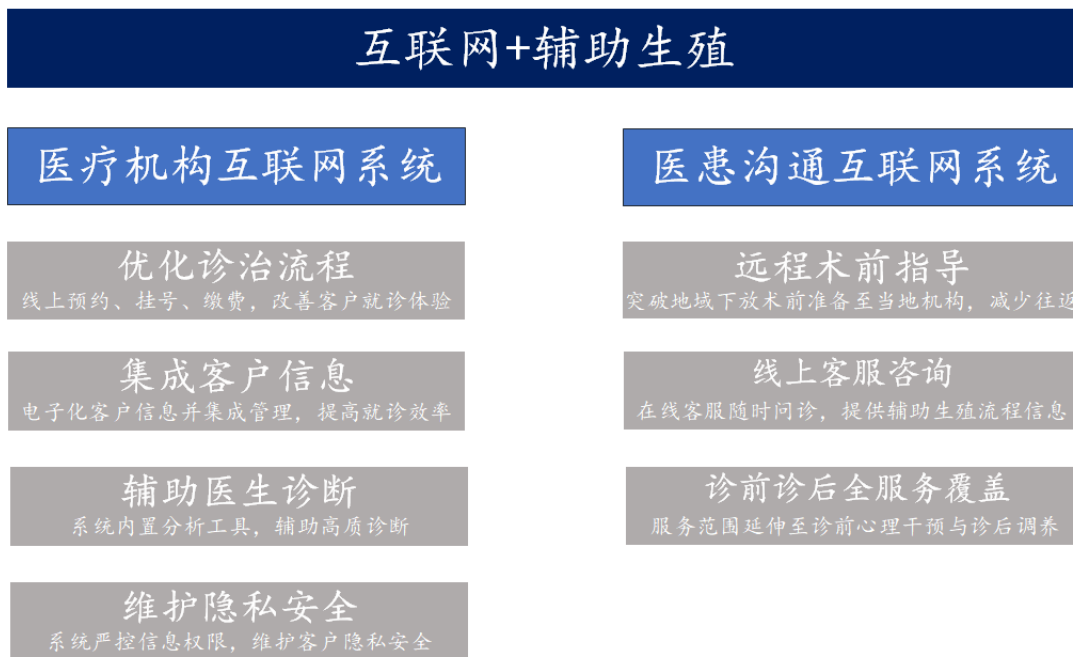 互联网+辅助生殖
医疗机构互联网系统
优化诊治流程
线上预约、挂号、缴费，改善客户就诊体验
集成客户信息
电子化客户信息并集成管理，提高就诊效率
辅助医生诊断
系统内置分析工具，辅助高质诊断
维护隐私安全
系统严控信息权限，维护客户隐私安全
医患沟通互联网系统
远程术前指导
突破地域下放术前准备至当地机构，减少往返
线上客服咨询
在线客服随时问诊，提供辅助生殖流程信息
诊前诊后全服务覆盖
服务范围延伸至诊前心理干预与诊后调养